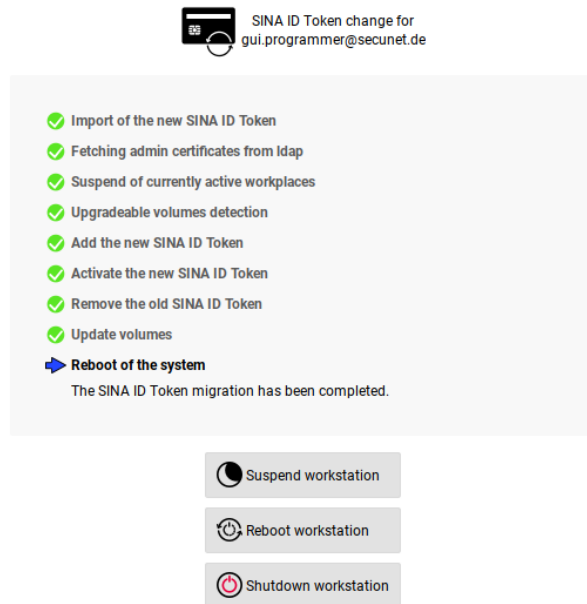 SINA ID Token change for
gui.programmer@secunet.de
Import of the new SINA ID Token
Fetching admin certificates from ldap
Suspend of currently active workplaces
Upgradeable volumes detection
Add the new SINA ID Token
Activate the new SINA ID Token
Remove the old SINA ID Token
Update volumes
Reboot of the system
The SINA ID Token migration has been completed.
Suspend workstation
Reboot workstation
Shutdown workstation